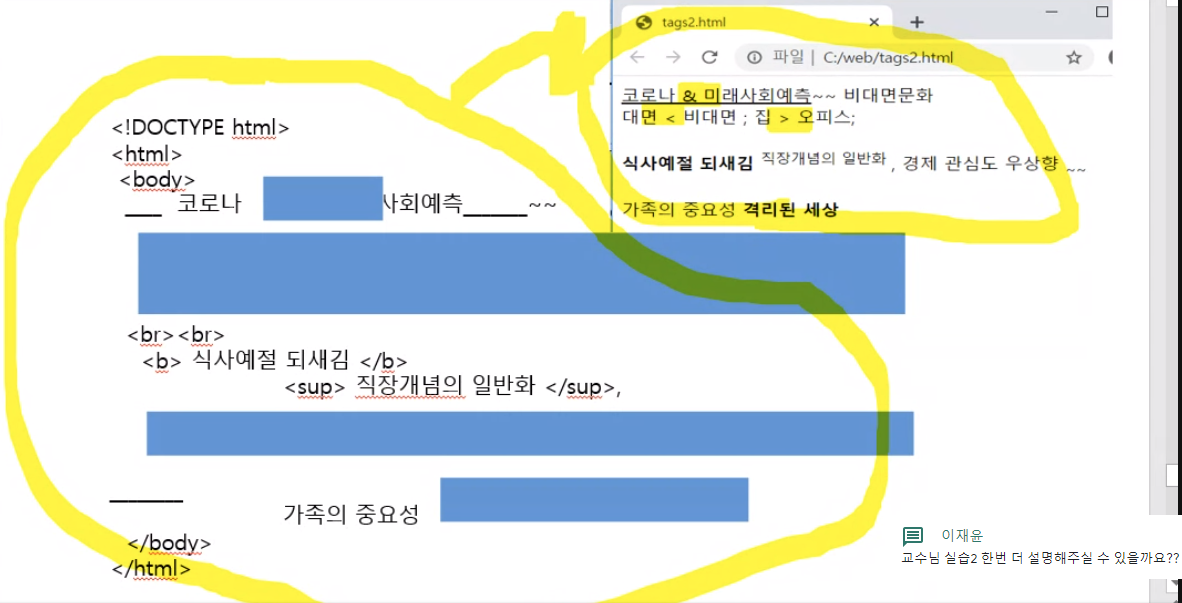 tags2.html
파일 | C:/web/tags2.html
코로나 & 미래사회예측~~ 비대면문화
대면 < 비대면 ; 집 > 오피스;
식사예절 되새김 직장개념의 일반화 , 경제 관심도 우상향 ~~
가족의 중요성 격리된 세상
<!DOCTYPE html>
<html>
<body>
____ 코로나 사회예측_______~~
<br><br>
<b> 식사예절 되새김 </b>
<sup> 직장개념의 일반화 </sup>,
________
가족의 중요성
</body>
</html>
이재윤
교수님 실습2 한번 더 설명해주실 수 있을까요??